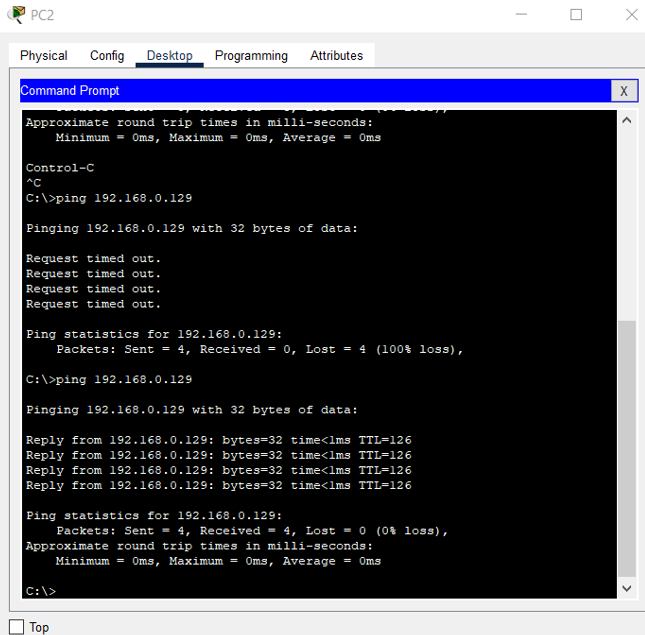 PC2
Physical Config Desktop Programming Attributes
Command Prompt
X
Approximate round trip times in milli-seconds:
    Minimum = 0ms, Maximum = 0ms, Average = 0ms

Control-C
^C
C:\>ping 192.168.0.129

Pinging 192.168.0.129 with 32 bytes of data:

Request timed out.
Request timed out.
Request timed out.
Request timed out.

Ping statistics for 192.168.0.129:
    Packets: Sent = 4, Received = 0, Lost = 4 (100% loss),

C:\>ping 192.168.0.129

Pinging 192.168.0.129 with 32 bytes of data:

Reply from 192.168.0.129: bytes=32 time<1ms TTL=126
Reply from 192.168.0.129: bytes=32 time<1ms TTL=126
Reply from 192.168.0.129: bytes=32 time<1ms TTL=126
Reply from 192.168.0.129: bytes=32 time<1ms TTL=126

Ping statistics for 192.168.0.129:
    Packets: Sent = 4, Received = 4, Lost = 0 (0% loss),
Approximate round trip times in milli-seconds:
    Minimum = 0ms, Maximum = 0ms, Average = 0ms

C:\>
Top